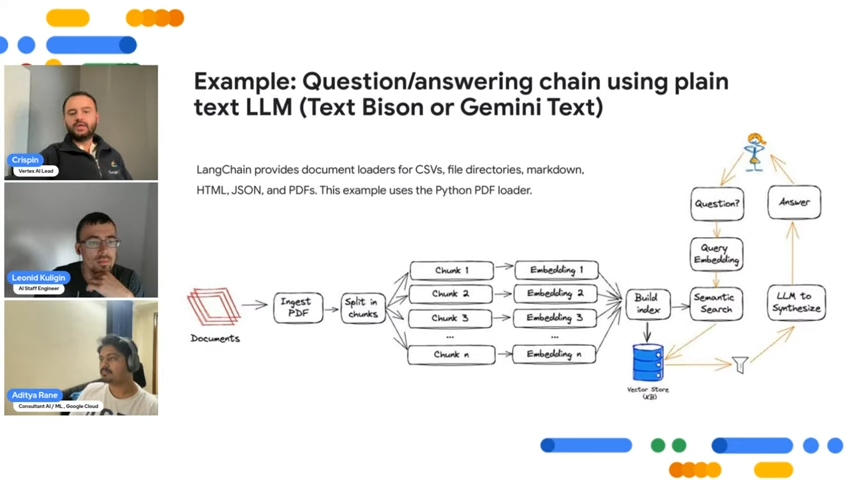 Example: Question/answering chain using plain
text LLM (Text Bison or Gemini Text)
LangChain provides document loaders for CSVs, file directories, markdown,
HTML, JSON, and PDFs. This example uses the Python PDF loader.
Crispin
Vertex AI Lead
Leonid Kuligin
AI Staff Engineer
Aditya Rane
Consultant AI / ML , Google Cloud
Documents
Ingest
PDF
Split in
chunks
Chunk 1
Chunk 2
Chunk 3
...
Chunk n
Embedding 1
Embedding 2
Embedding 3
...
Embedding n
Build
index
Vector Store
(KB)
Question?
Query
Embedding
Semantic
Search
Answer
LLM to
Synthesize